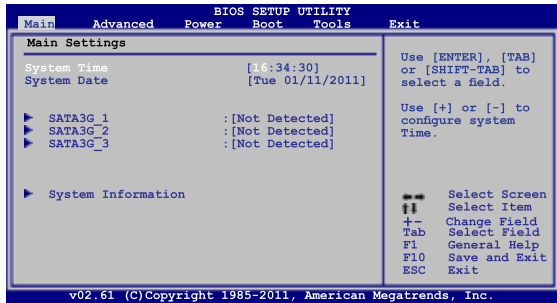 BIOS SETUP UTILITY
Main Advanced Power Boot Tools Exit
Main Settings
System Time [16:34:30]
System Date [Tue 01/11/2011]
SATA3G_1 :[Not Detected]
SATA3G_2 :[Not Detected]
SATA3G_3 :[Not Detected]
System Information
Use [ENTER], [TAB]
or [SHIFT-TAB] to
select a field.
Use [+] or [-] to
configure system
Time.
Select Screen
Select Item
+- Change Field
Tab Select Field
F1 General Help
F10 Save and Exit
ESC Exit
v02.61 (C)Copyright 1985-2011, American Megatrends, Inc.